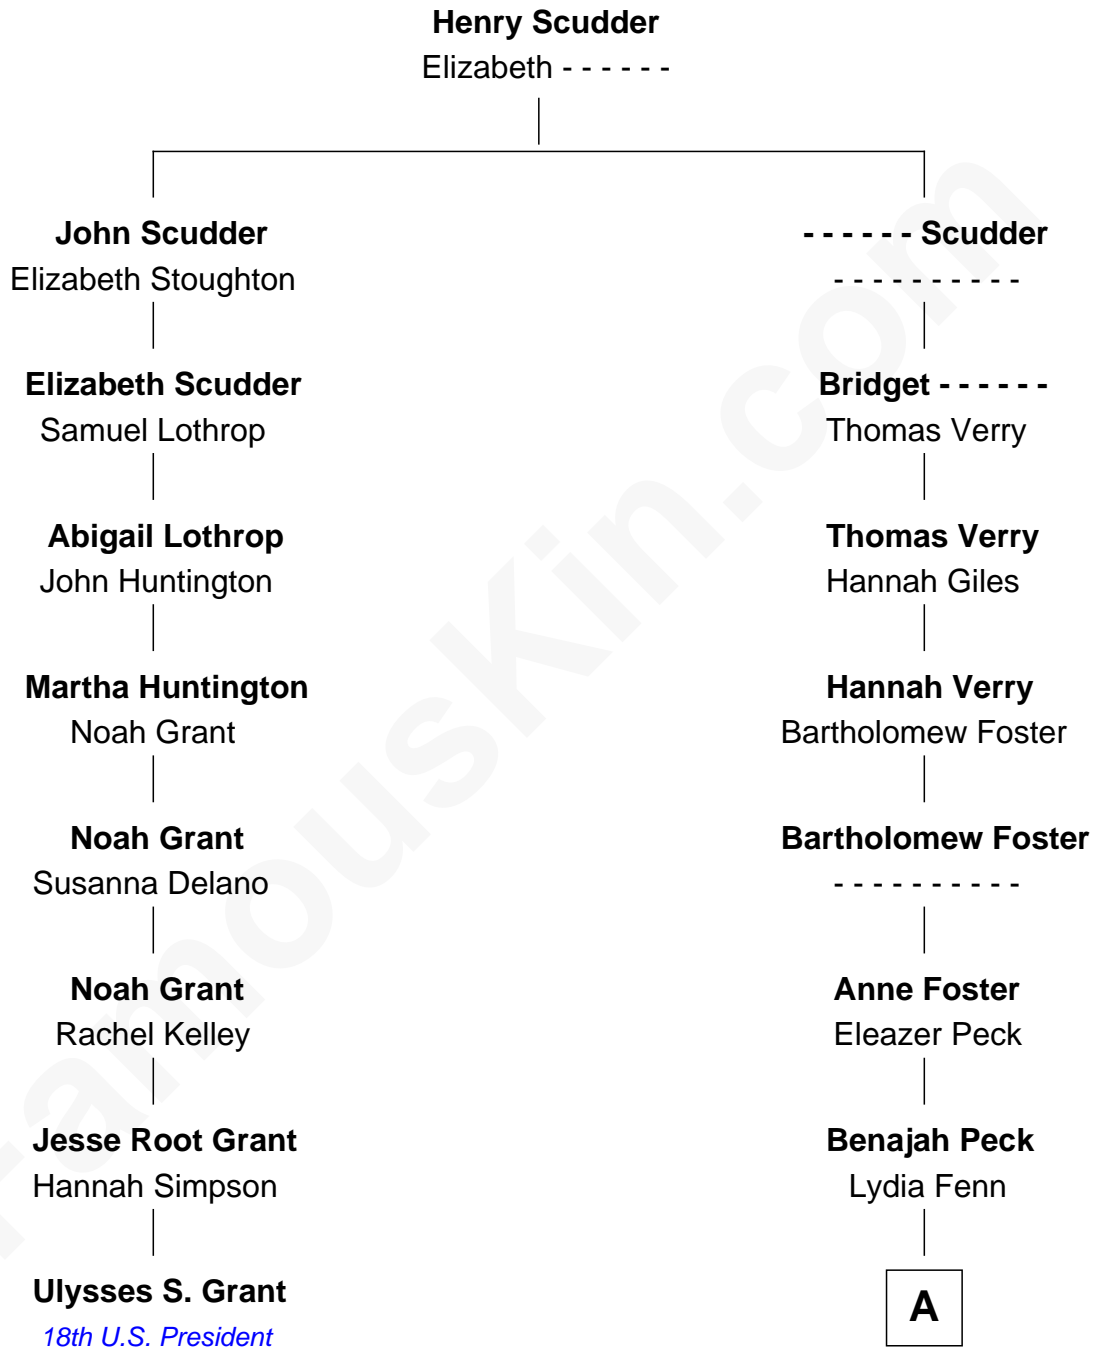 Henry Scudder
Elizabeth - - - - - -
John Scudder
Elizabeth Stoughton
- - - - - - Scudder
- - - - - - - - - -
Elizabeth Scudder
Samuel Lothrop
Bridget - - - - - -
Thomas Verry
Abigail Lothrop
John Huntington
Thomas Verry
Hannah Giles
Martha Huntington
Noah Grant
Hannah Verry
Bartholomew Foster
Noah Grant
Susanna Delano
Bartholomew Foster
- - - - - - - - - -
Noah Grant
Rachel Kelley
Anne Foster
Eleazer Peck
Jesse Root Grant
Hannah Simpson
Benajah Peck
Lydia Fenn
Ulysses S. Grant
18th U.S. President
A
FamousKin.com